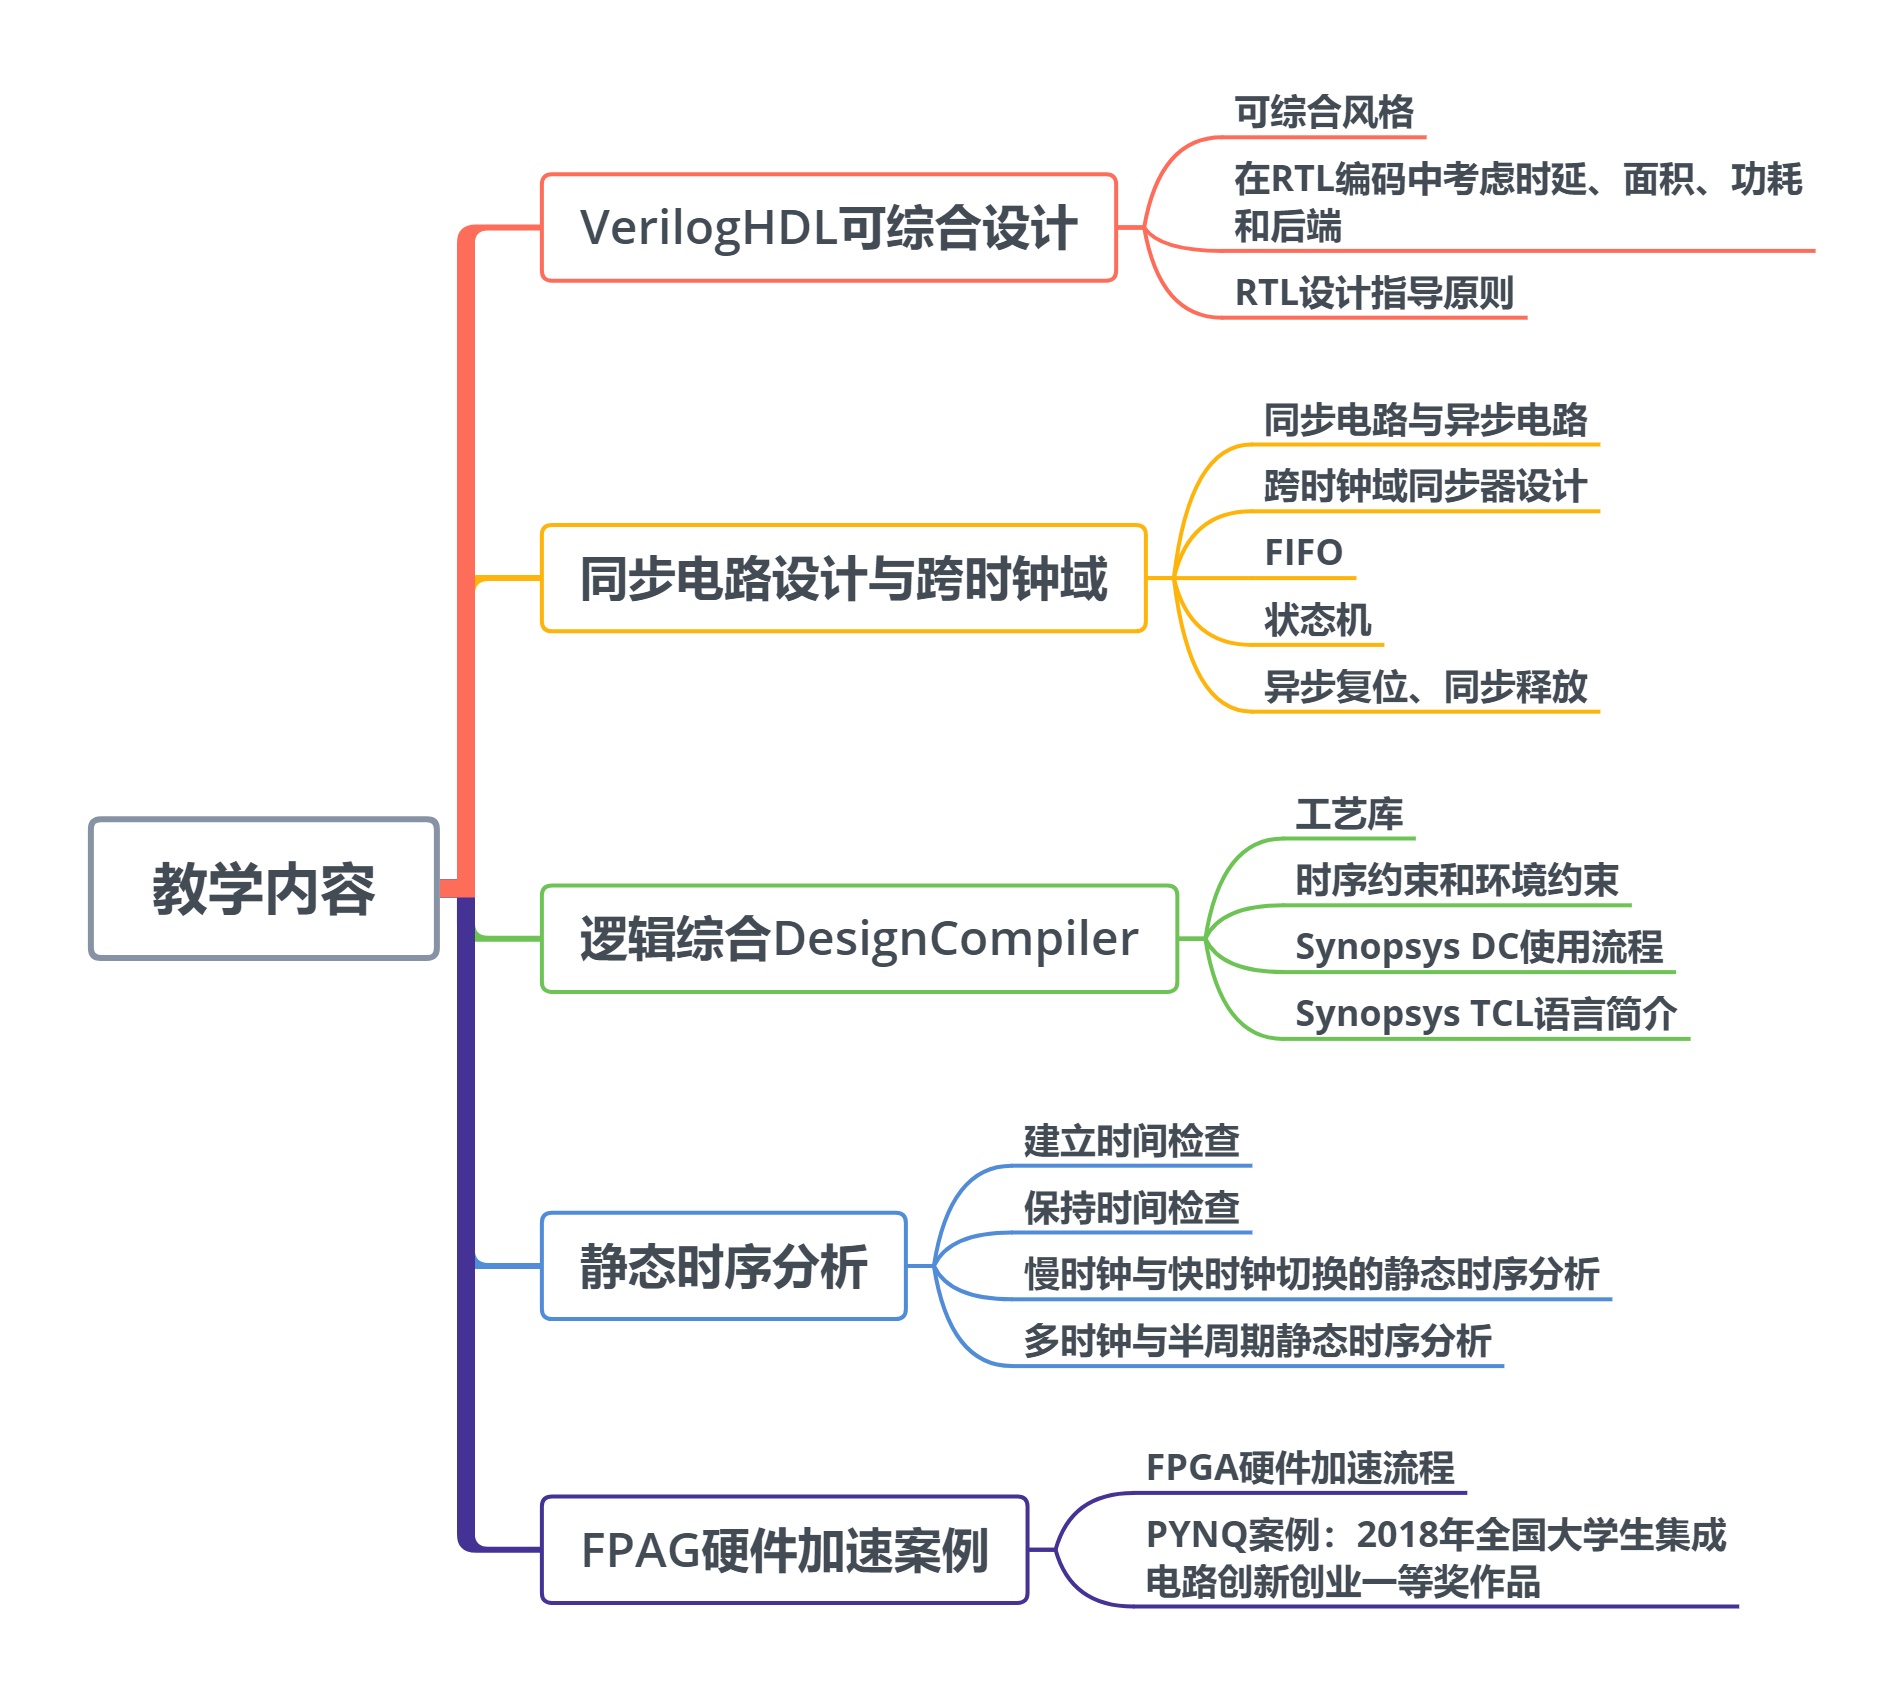 教学内容
VerilogHDL可综合设计
可综合风格
在RTL编码中考虑时延、面积、功耗
和后端
RTL设计指导原则
同步电路设计与跨时钟域
同步电路与异步电路
跨时钟域同步器设计
FIFO
状态机
异步复位、同步释放
逻辑综合DesignCompiler
工艺库
时序约束和环境约束
Synopsys DC使用流程
Synopsys TCL语言简介
静态时序分析
建立时间检查
保持时间检查
慢时钟与快时钟切换的静态时序分析
多时钟与半周期静态时序分析
FPAG硬件加速案例
FPGA硬件加速流程
PYNQ案例：2018年全国大学生集成
电路创新创业一等奖作品